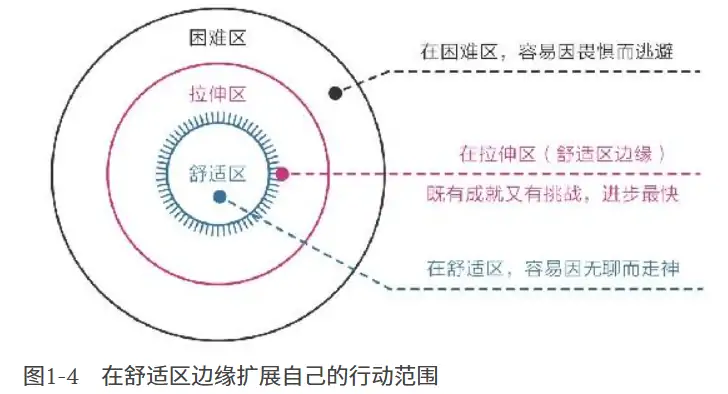 困难区
在困难区，容易因畏惧而逃避
拉伸区
在拉伸区（舒适区边缘）
舒适区
既有成就又有挑战，进步最快
在舒适区，容易因无聊而走神
图1-4 在舒适区边缘扩展自己的行动范围